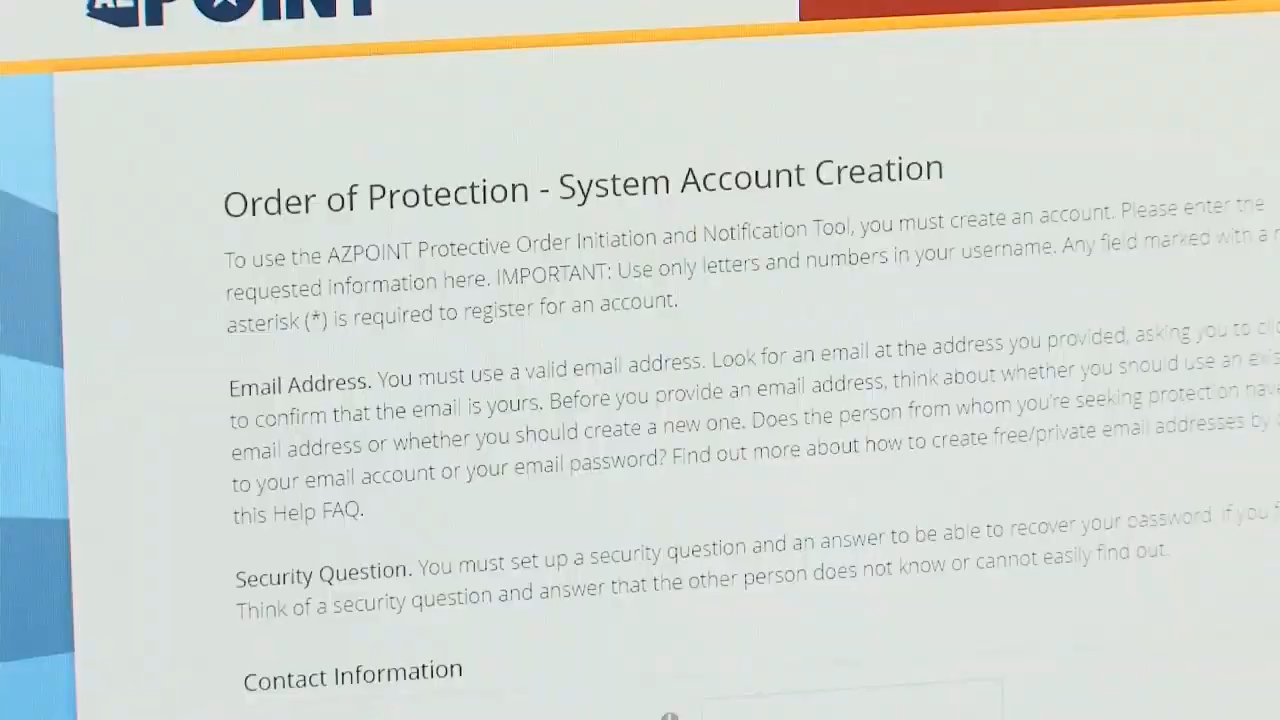 AZPOINT
Order of Protection - System Account Creation
To use the AZPOINT Protective Order Initiation and Notification Tool, you must create an account. Please enter the
requested information here. IMPORTANT: Use only letters and numbers in your username. Any field marked with a
asterisk (*) is required to register for an account.
Email Address. You must use a valid email address. Look for an email at the address you provided, asking you to
to confirm that the email is yours. Before you provide an email address, think about whether you should use an
email address or whether you should create a new one. Does the person from whom you're seeking protection
to your email account or your email password? Find out more about how to create free/private email addresses by
this Help FAQ.
Security Question. You must set up a security question and an answer to be able to recover your password if you
Think of a security question and answer that the other person does not know or cannot easily find out.
Contact Information